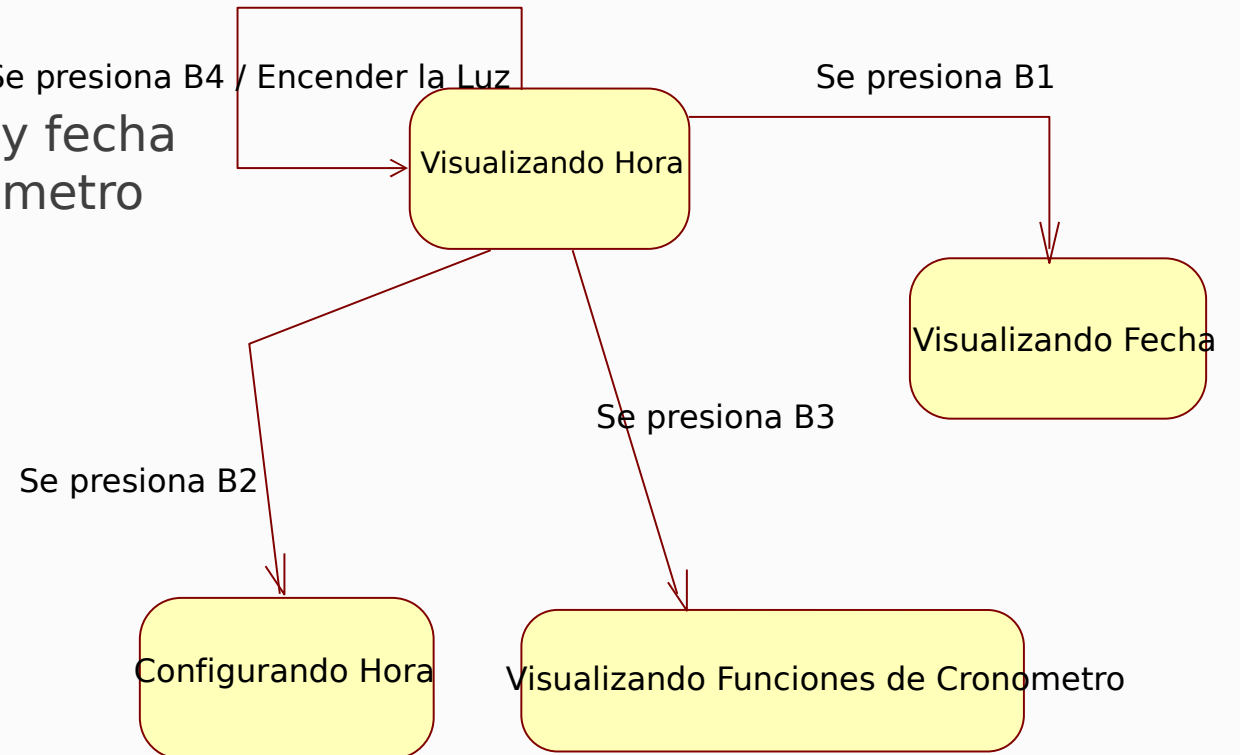 Se presiona B4 / Encender la Luz
Se presiona B1
y fecha
metro
Visualizando Hora
Visualizando Fecha
Se presiona B3
Se presiona B2
Configurando Hora
Visualizando Funciones de Cronometro